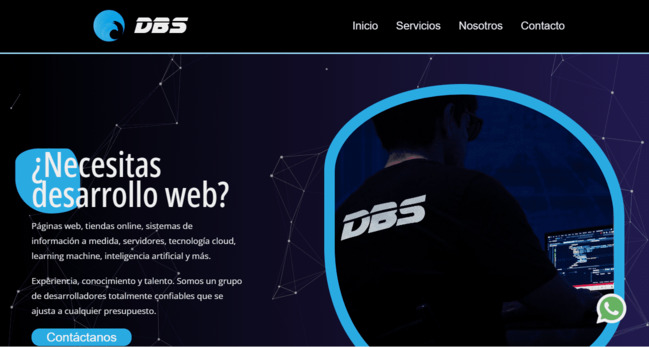 DBS
Inicio Servicios Nosotros Contacto
¿Necesitas
desarrollo web?
Páginas web, tiendas online, sistemas de
información a medida, servidores, tecnología cloud,
learning machine, inteligencia artificial y más.
Experiencia, conocimiento y talento. Somos un grupo
de desarrolladores totalmente confiables que se
ajusta a cualquier presupuesto.
Contáctanos
DBS